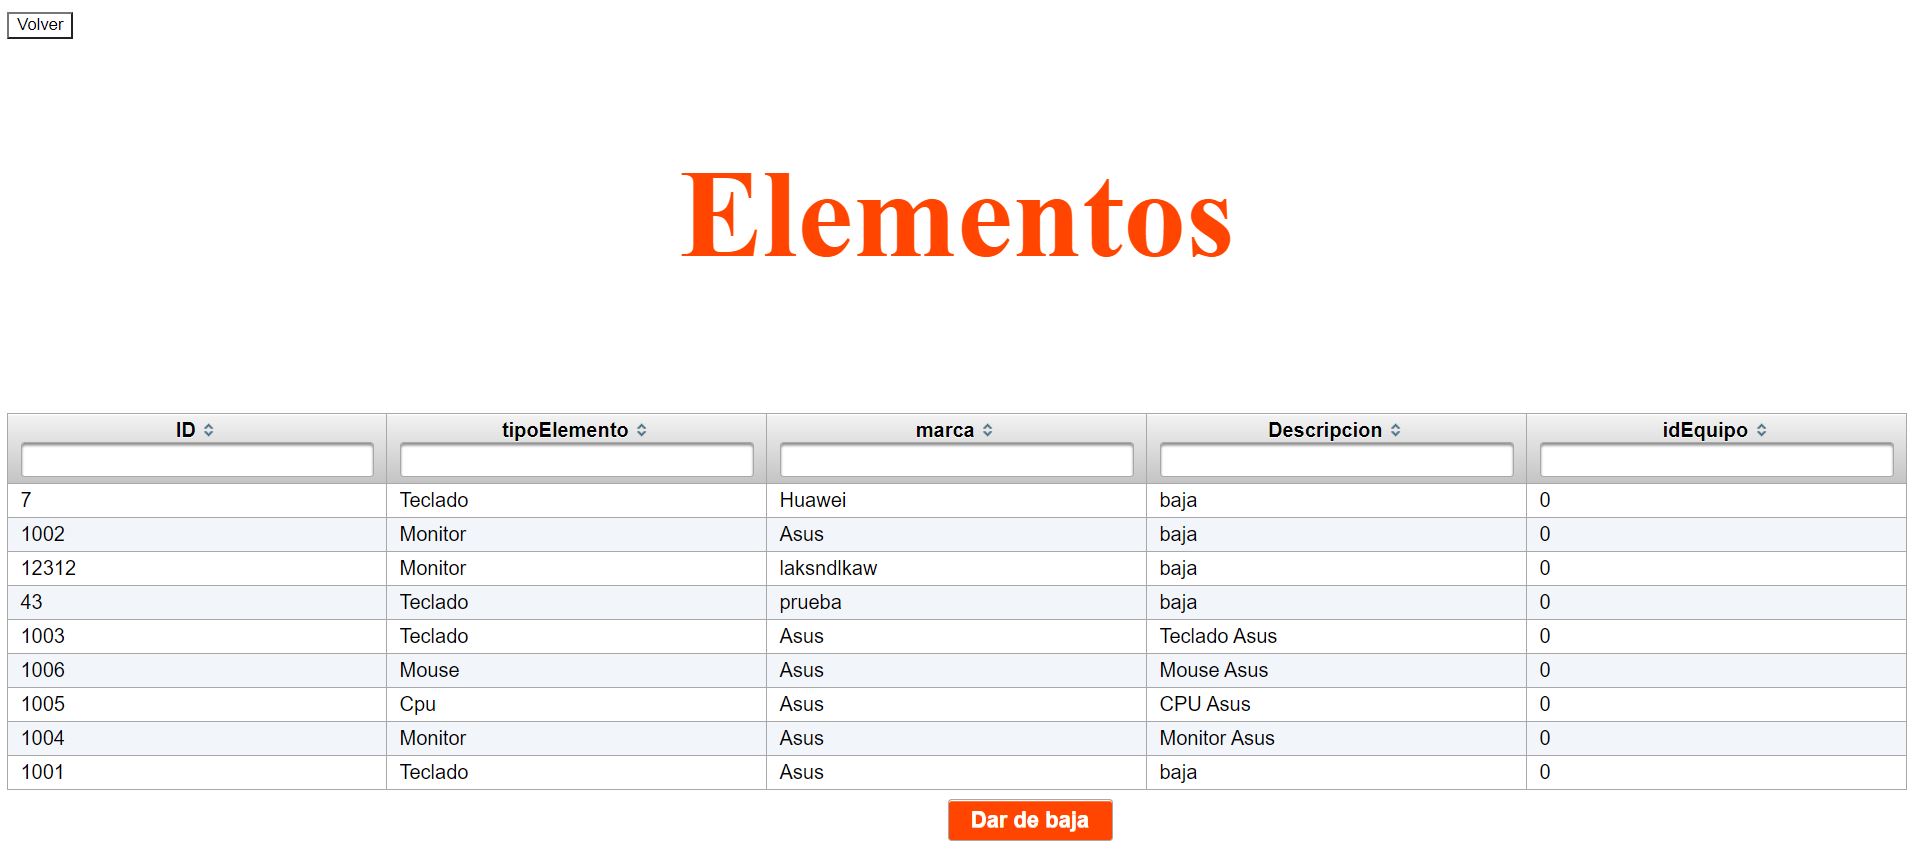 Volver
Elementos
ID tipoElemento marca Descripcion idEquipo
7 Teclado Huawei baja 0
1002 Monitor Asus baja 0
12312 Monitor laksndlkaw baja 0
43 Teclado prueba baja 0
1003 Teclado Asus Teclado Asus 0
1006 Mouse Asus Mouse Asus 0
1005 Cpu Asus CPU Asus 0
1004 Monitor Asus Monitor Asus 0
1001 Teclado Asus baja 0
Dar de baja